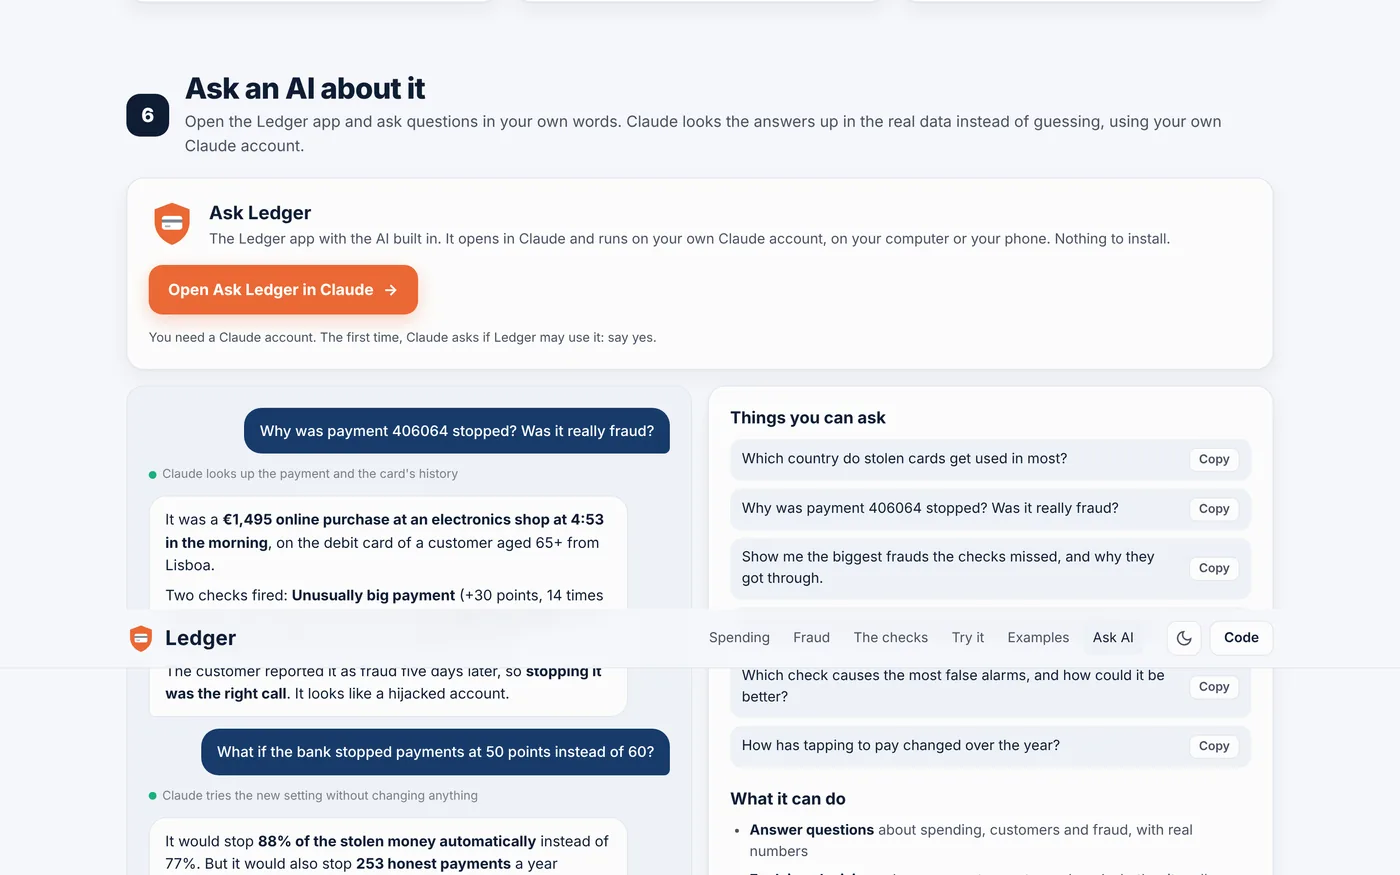 6
Ask an AI about it
Open the Ledger app and ask questions in your own words. Claude looks the answers up in the real data instead of guessing, using your own
Claude account.
Ask Ledger
The Ledger app with the AI built in. It opens in Claude and runs on your own Claude account, on your computer or your phone. Nothing to install.
Open Ask Ledger in Claude →
You need a Claude account. The first time, Claude asks if Ledger may use it: say yes.
Why was payment 406064 stopped? Was it really fraud?
Claude looks up the payment and the card's history
It was a €1,495 online purchase at an electronics shop at 4:53
in the morning, on the debit card of a customer aged 65+ from
Lisboa.
Two checks fired: Unusually big payment (+30 points, 14 times
Things you can ask
Which country do stolen cards get used in most?
Copy
Why was payment 406064 stopped? Was it really fraud?
Copy
Show me the biggest frauds the checks missed, and why they
got through.
Copy
Ledger
Spending
Fraud
The checks
Try it
Examples
Ask AI
Code
The customer reported it as fraud five days later, so stopping it
was the right call. It looks like a hijacked account.
What if the bank stopped payments at 50 points instead of 60?
Claude tries the new setting without changing anything
It would stop 88% of the stolen money automatically instead of
77%. But it would also stop 253 honest payments a year
Which check causes the most false alarms, and how could it be
better?
Copy
How has tapping to pay changed over the year?
Copy
What it can do
• Answer questions about spending, customers and fraud, with real
numbers